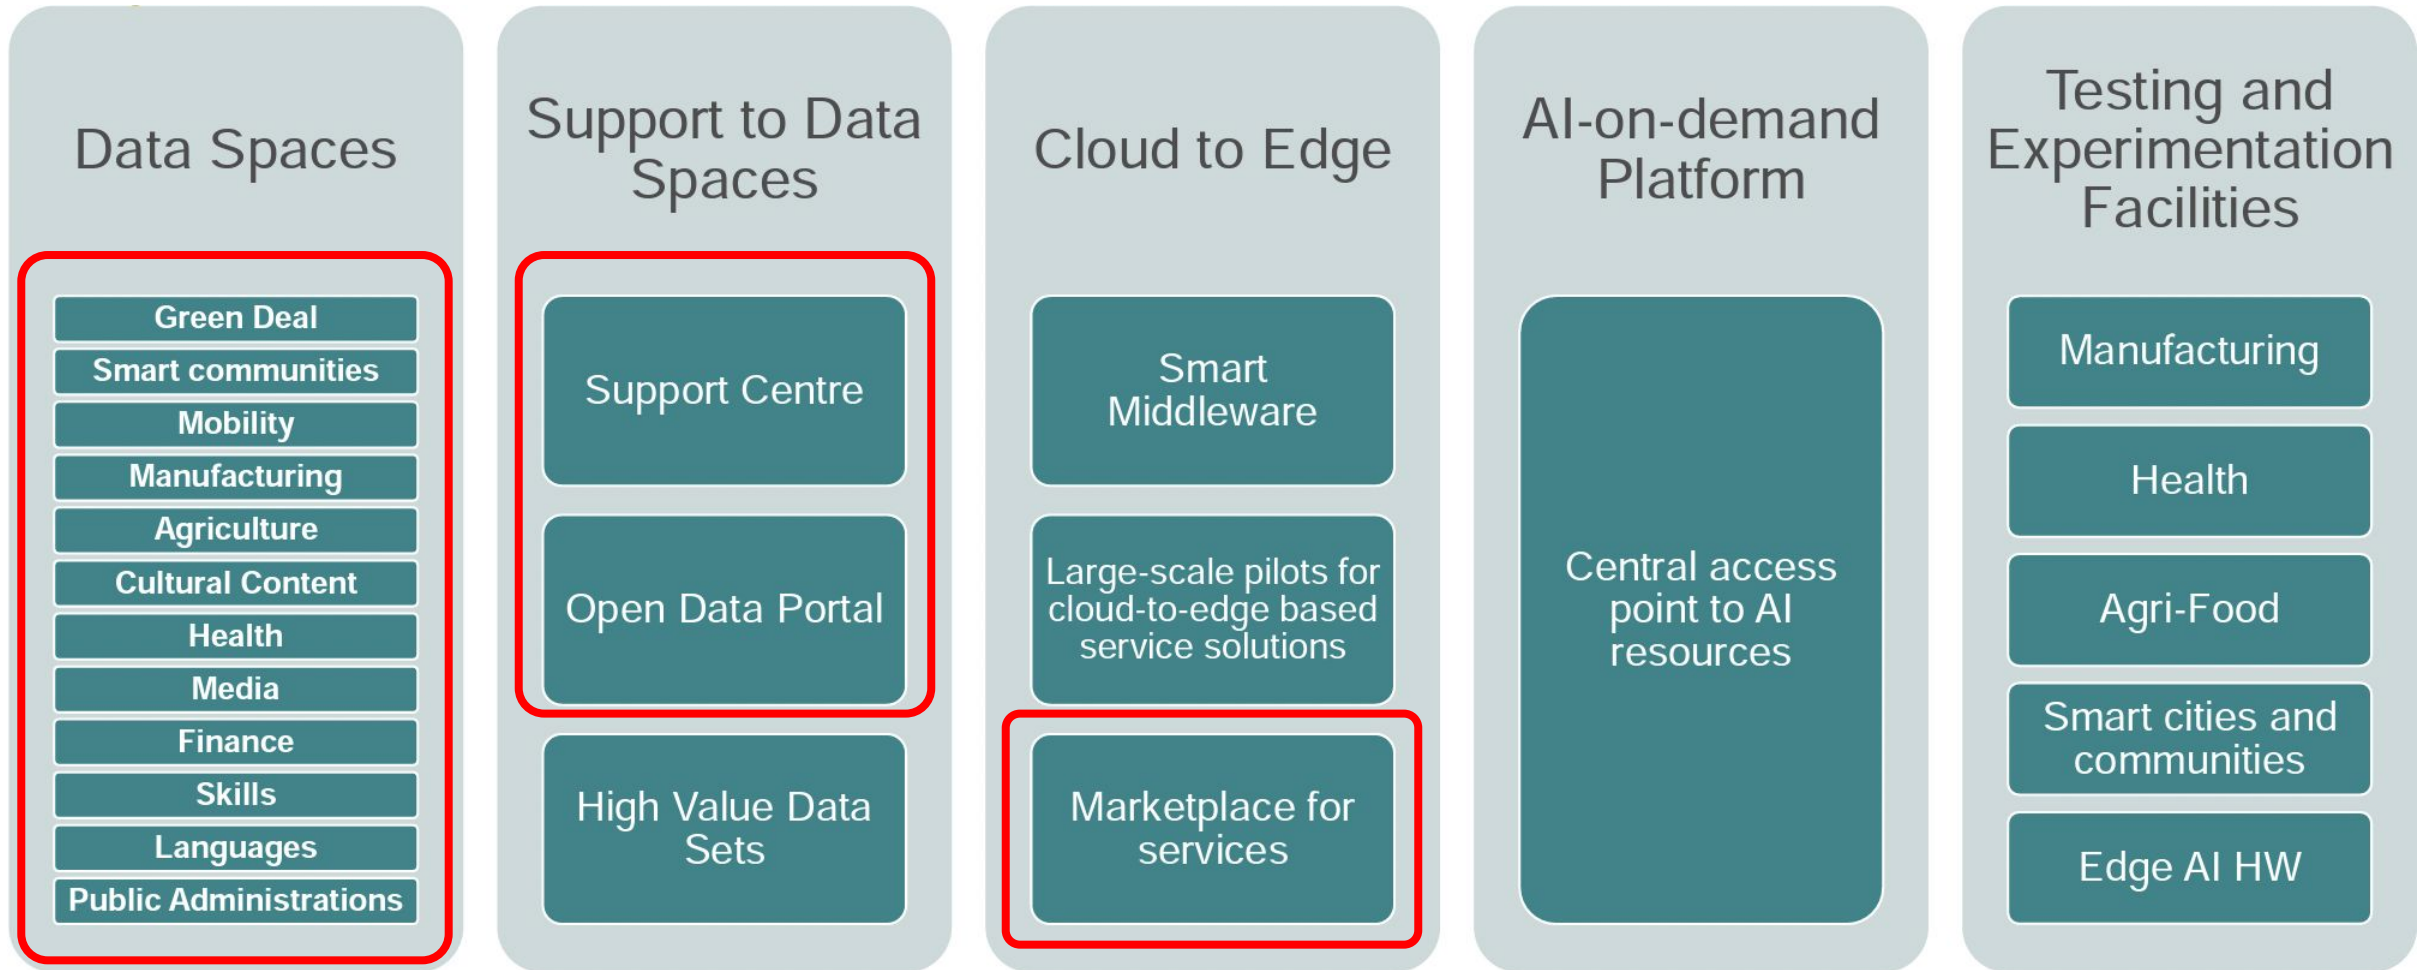 Data Spaces
Green Deal
Smart communities
Mobility
Manufacturing
Agriculture
Cultural Content
Health
Media
Finance
Skills
Languages
Public Administrations
Support to Data
Spaces
Support Centre
Open Data Portal
High Value Data
Sets
Cloud to Edge
Smart
Middleware
Large-scale pilots for
cloud-to-edge based
service solutions
Marketplace for
services
AI-on-demand
Platform
Central access
point to AI
resources
Testing and
Experimentation
Facilities
Manufacturing
Health
Agri-Food
Smart cities and
communities
Edge AI HW